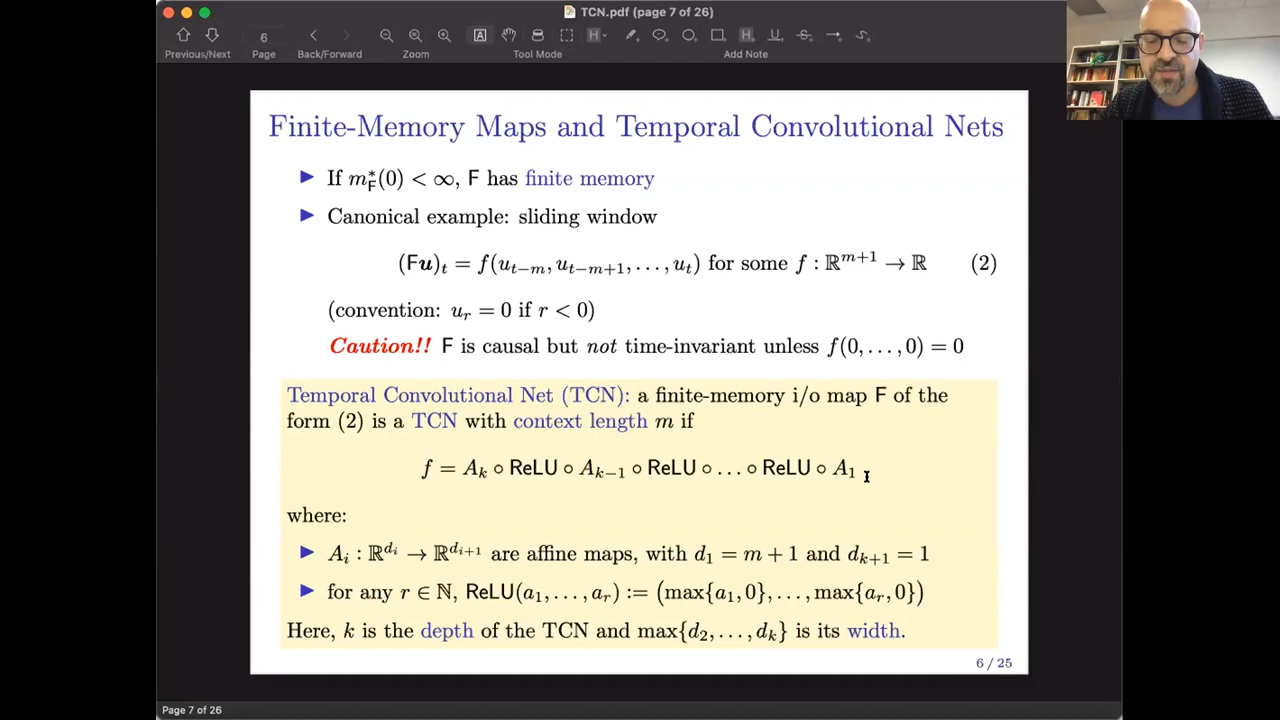 TCN.pdf (page 7 of 26)
6
Previous/Next Page Back/Forward Zoom Tool Mode Add Note
Finite-Memory Maps and Temporal Convolutional Nets
▶ If m*_F(0) < ∞, F has finite memory
▶ Canonical example: sliding window
(Fu)_t = f(u_{t−m}, u_{t−m+1}, . . . , u_t) for some f : ℝ^{m+1} → ℝ (2)
(convention: u_r = 0 if r < 0)
Caution!! F is causal but not time-invariant unless f(0, . . . , 0) = 0
Temporal Convolutional Net (TCN): a finite-memory i/o map F of the
form (2) is a TCN with context length m if
f = A_k ∘ ReLU ∘ A_{k−1} ∘ ReLU ∘ . . . ∘ ReLU ∘ A_1
where:
▶ A_i : ℝ^{d_i} → ℝ^{d_{i+1}} are affine maps, with d_1 = m + 1 and d_{k+1} = 1
▶ for any r ∈ ℕ, ReLU(a_1, . . . , a_r) := (max{a_1, 0}, . . . , max{a_r, 0})
Here, k is the depth of the TCN and max{d_2, . . . , d_k} is its width.
6 / 25
Page 7 of 26